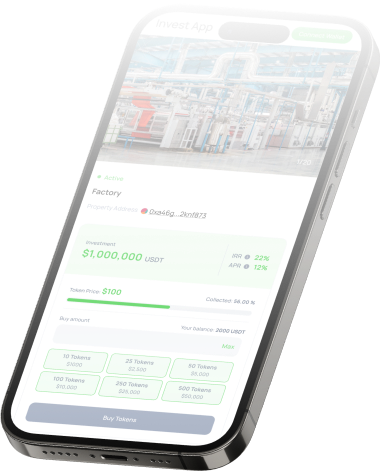 Invest App
1/20
Active
Factory
Property Address 0xa46g...2knf873
Investment
$1,000,000 USDT
IRR 22%
APR 12%
Token Price $100
Collected 56.00 %
Buy amount
Your balance 2000 USDT
Max
10 Tokens 25 Tokens 50 Tokens
$1000 $2,500 $5,000
100 Tokens 250 Tokens 500 Tokens
$10,000 $25,000 $50,000
Buy Tokens